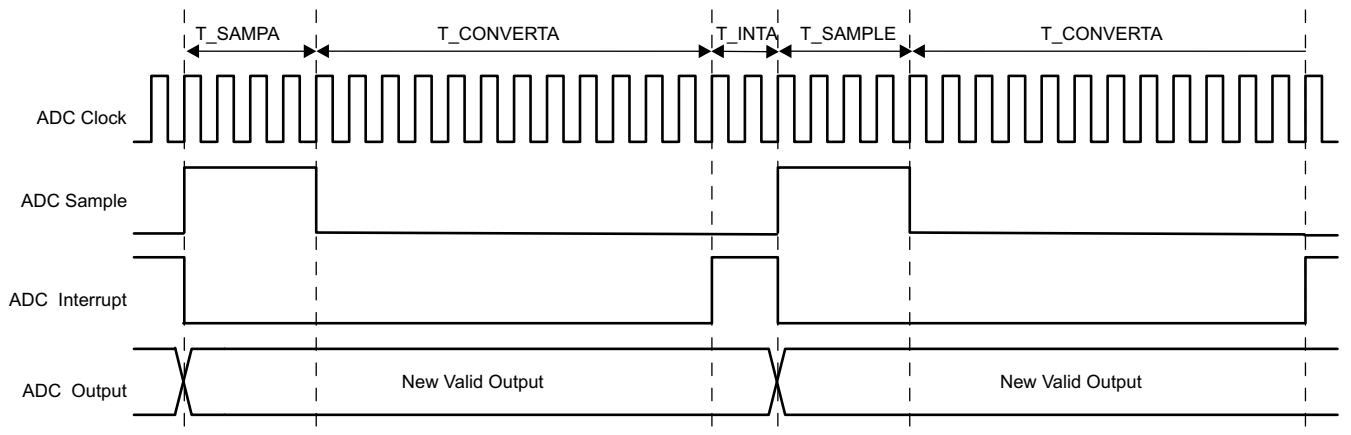 T_SAMPA T_CONVERTA T_INTA T_SAMPLE T_CONVERTA
ADC Clock
ADC Sample
ADC Interrupt
ADC Output New Valid Output New Valid Output